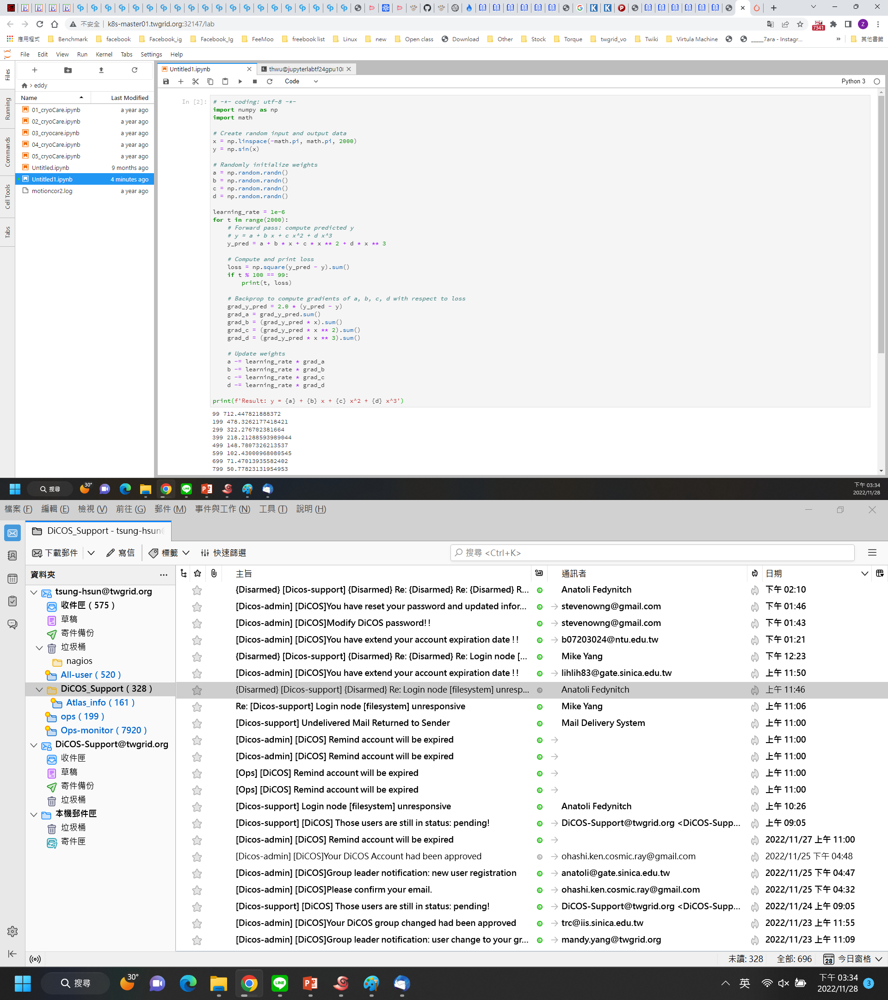 不安全
k8s-master01.twgrid.org:32147/lab
7341
Z
應用程式
Benchmark
facebook
Facebook_ig
Facebook_Ig
FeeMoo
freebook list
Linux
new
Open class
Download
Other
Stock
Torque
twgrid_vo
Twiki
Virtula Machine
_____7ara - Instagr...
»
其他書籤
File Edit View Run Kernel Tabs Settings Help
Files
Running
Commands
Cell Tools
Tabs
> eddy
Name Last Modified
01_cryoCare.ipynb a year ago
02_cryoCare.ipynb a year ago
03_cryocare.ipynb a year ago
04_cryoCare.ipynb a year ago
05_cryoCare.ipynb a year ago
Untitled.ipynb 9 months ago
Untitled1.ipynb 4 minutes ago
motioncor2.log a year ago
Untitled1.ipynb
Code
Python 3
In [2]:
# -*- coding: utf-8 -*-
import numpy as np
import math
# Create random input and output data
x = np.linspace(-math.pi, math.pi, 2000)
y = np.sin(x)
# Randomly initialize weights
a = np.random.randn()
b = np.random.randn()
c = np.random.randn()
d = np.random.randn()
learning_rate = 1e-6
for t in range(2000):
# Forward pass: compute predicted y
# y = a + b x + c x^2 + d x^3
y_pred = a + b * x + c * x ** 2 + d * x ** 3
# Compute and print loss
loss = np.square(y_pred - y).sum()
if t % 100 == 99:
print(t, loss)
# Backprop to compute gradients of a, b, c, d with respect to loss
grad_y_pred = 2.0 * (y_pred - y)
grad_a = grad_y_pred.sum()
grad_b = (grad_y_pred * x).sum()
grad_c = (grad_y_pred * x ** 2).sum()
grad_d = (grad_y_pred * x ** 3).sum()
# Update weights
a -= learning_rate * grad_a
b -= learning_rate * grad_b
c -= learning_rate * grad_c
d -= learning_rate * grad_d
print(f'Result: y = {a} + {b} x + {c} x^2 + {d} x^3')
99 712.447821888372
199 478.3262177418421
299 322.276702381664
399 218.21288593989044
499 148.7807326213537
599 102.43000968080545
699 71.47013935582402
799 50.77823131954953
搜尋
30°
下午 03:34
2022/11/28
檔案 (F) 編輯 (E) 檢視 (V) 前往 (G) 郵件 (M) 事件與工作 (N) 工具 (T) 說明 (H)
DiCOS_Support - tsung-hsun@
下載郵件
寫信
標籤
快速篩選
搜尋 <Ctrl+K>
資料夾
主旨 通訊者 日期
tsung-hsun@twgrid.org
收件匣 ( 575 )
草稿
寄件備份
垃圾桶
nagios
All-user ( 520 )
DiCOS_Support ( 328 )
Atlas_info ( 161 )
ops ( 199 )
Ops-monitor ( 7920 )
DiCOS-Support@twgrid.org
收件匣
草稿
寄件備份
垃圾桶
本機郵件匣
垃圾桶
寄件匣
{Disarmed} [Dicos-support] {Disarmed} Re: {Disarmed} Re: {Disarmed} R... Anatoli Fedynitch 下午 02:10
[Dicos-admin] [DiCOS]You have reset your password and updated infor... stevenowng@gmail.com 下午 01:46
[Dicos-admin] [DiCOS]Modify DiCOS password!! stevenowng@gmail.com 下午 01:43
[Dicos-admin] [DiCOS]You have extend your account expiration date !! b07203024@ntu.edu.tw 下午 01:21
{Disarmed} [Dicos-support] {Disarmed} Re: {Disarmed} Re: Login node [... Mike Yang 下午 12:23
[Dicos-admin] [DiCOS]You have extend your account expiration date !! lihlih83@gate.sinica.edu.tw 上午 11:50
{Disarmed} [Dicos-support] {Disarmed} Re: Login node [filesystem] unresp... Anatoli Fedynitch 上午 11:46
Re: [Dicos-support] Login node [filesystem] unresponsive Mike Yang 上午 11:06
[Dicos-support] Undelivered Mail Returned to Sender Mail Delivery System 上午 11:00
[Dicos-admin] [DiCOS] Remind account will be expired 上午 11:00
[Dicos-admin] [DiCOS] Remind account will be expired 上午 11:00
[Ops] [DiCOS] Remind account will be expired 上午 11:00
[Ops] [DiCOS] Remind account will be expired 上午 11:00
[Dicos-support] Login node [filesystem] unresponsive Anatoli Fedynitch 上午 10:26
[Dicos-support] [DiCOS] Those users are still in status: pending! DiCOS-Support@twgrid.org <DiCOS-Supp... 上午 09:05
[Dicos-admin] [DiCOS] Remind account will be expired 2022/11/27 上午 11:00
[Dicos-admin] [DiCOS]Your DiCOS Account had been approved ohashi.ken.cosmic.ray@gmail.com 2022/11/25 下午 04:48
[Dicos-admin] [DiCOS]Group leader notification: new user registration anatoli@gate.sinica.edu.tw 2022/11/25 下午 04:47
[Dicos-admin] [DiCOS]Please confirm your email. ohashi.ken.cosmic.ray@gmail.com 2022/11/25 下午 04:32
[Dicos-support] [DiCOS] Those users are still in status: pending! DiCOS-Support@twgrid.org <DiCOS-Supp... 2022/11/24 上午 09:05
[Dicos-admin] [DiCOS]Your DiCOS group changed had been approved trc@iis.sinica.edu.tw 2022/11/23 上午 11:55
[Dicos-admin] [DiCOS]Group leader notification: user change to your gr... mandy.yang@twgrid.org 2022/11/23 上午 11:09
未讀: 328 全部: 696 28 今日窗格
搜尋
30°
英
下午 03:34
2022/11/28
3